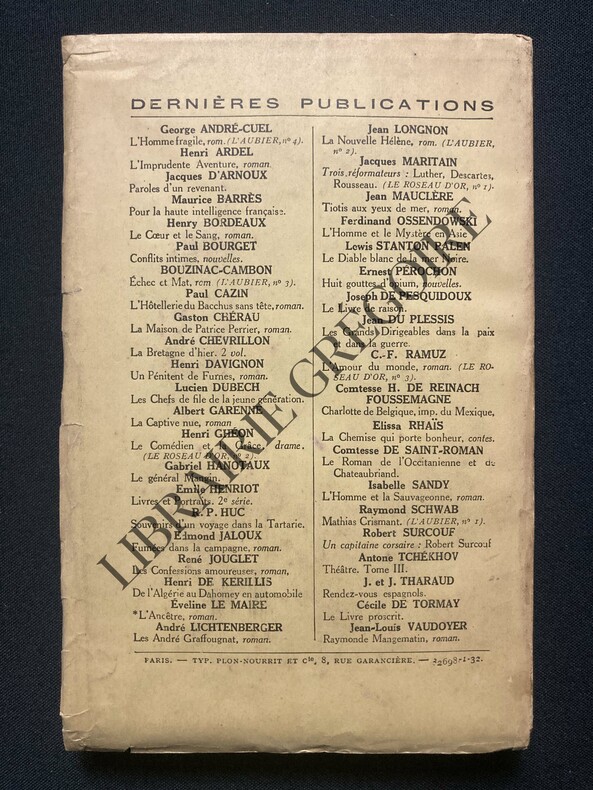 DERNIÈRES PUBLICATIONS
George ANDRÉ-CUEL
L'Homme fragile, rom. (L'AUBIER, nº 4).
Henri ARDEL
L'Imprudente Aventure, roman.
Jacques D'ARNOUX
Paroles d'un revenant.
Maurice BARRÈS
Pour la haute intelligence française.
Henry BORDEAUX
Le Cœur et le Sang, roman.
Paul BOURGET
Conflits intimes, nouvelles.
BOUZINAC-CAMBON
Échec et Mat, rom (L'AUBIER, nº 3).
Paul CAZIN
L'Hôtellerie du Bacchus sans tête, roman.
Gaston CHÉRAU
La Maison de Patrice Perrier, roman.
André CHEVRILLON
La Bretagne d'hier. 2 vol.
Henri DAVIGNON
Un Pénitent de Furnes, roman.
Lucien DUBECH
Les Chefs de file de la jeune génération.
Albert GARENNE
La Captive nue, roman
Henri GHÉON
Le Comédien et la Grâce, drame.
(LE ROSEAU D'OR, nº 2).
Gabriel HANOTAUX
Le général Mangin.
Emile HENRIOT
Livres et Portraits. 2e série.
R. P. HUC
Souvenirs d'un voyage dans la Tartarie.
Edmond JALOUX
Fumées dans la campagne, roman.
René JOUGLET
Les Confessions amoureuser, roman,
Henri DE KERILLIS
De l'Algérie au Dahomey en automobile
Éveline LE MAIRE
*L'Ancêtre, roman.
André LICHTENBERGER
Les André Graffougnat, roman.
Jean LONGNON
La Nouvelle Hélène, rom. (L'AUBIER,
nº 2).
Jacques MARITAIN
Trois réformateurs : Luther, Descartes,
Rousseau. (LE ROSEAU D'OR, nº 1).
Jean MAUCLÈRE
Tiotis aux yeux de mer, roman.
Ferdinand OSSENDOWSKI
L'Homme et le Mystère en Asie
Lewis STANTON PALEN
Le Diable blanc de la mer Noire.
Ernest PÉROCHON
Huit gouttes d'opium, nouvelles.
Joseph DE PESQUIDOUX
Le Livre de raison.
Jean DU PLESSIS
Les Grands Dirigeables dans la paix
et dans la guerre.
C.-F. RAMUZ
L'Amour du monde, roman. (LE RO-
SEAU D'OR, nº 3).
Comtesse H. DE REINACH
FOUSSEMAGNE
Charlotte de Belgique, imp. du Mexique,
Elissa RHAÏS
La Chemise qui porte bonheur, contes.
Comtesse DE SAINT-ROMAN
Le Roman de l'Occitanienne et de
Chateaubriand.
Isabelle SANDY
L'Homme et la Sauvageonne, roman.
Raymond SCHWAB
Mathias Crismant. (L'AUBIER, nº 1).
Robert SURCOUF
Un capitaine corsaire : Robert Surcouf
Antone TCHÉKHOV
Théâtre. Tome III.
J. et J. THARAUD
Rendez-vous espagnols.
Cécile DE TORMAY
Le Livre proscrit.
Jean-Louis VAUDOYER
Raymonde Mangematin, roman.
PARIS. — TYP. PLON-NOURRIT ET Cie, 8, RUE GARANCIÈRE. — 32698-1-32.
LIBRAIRIE GREGOIRE